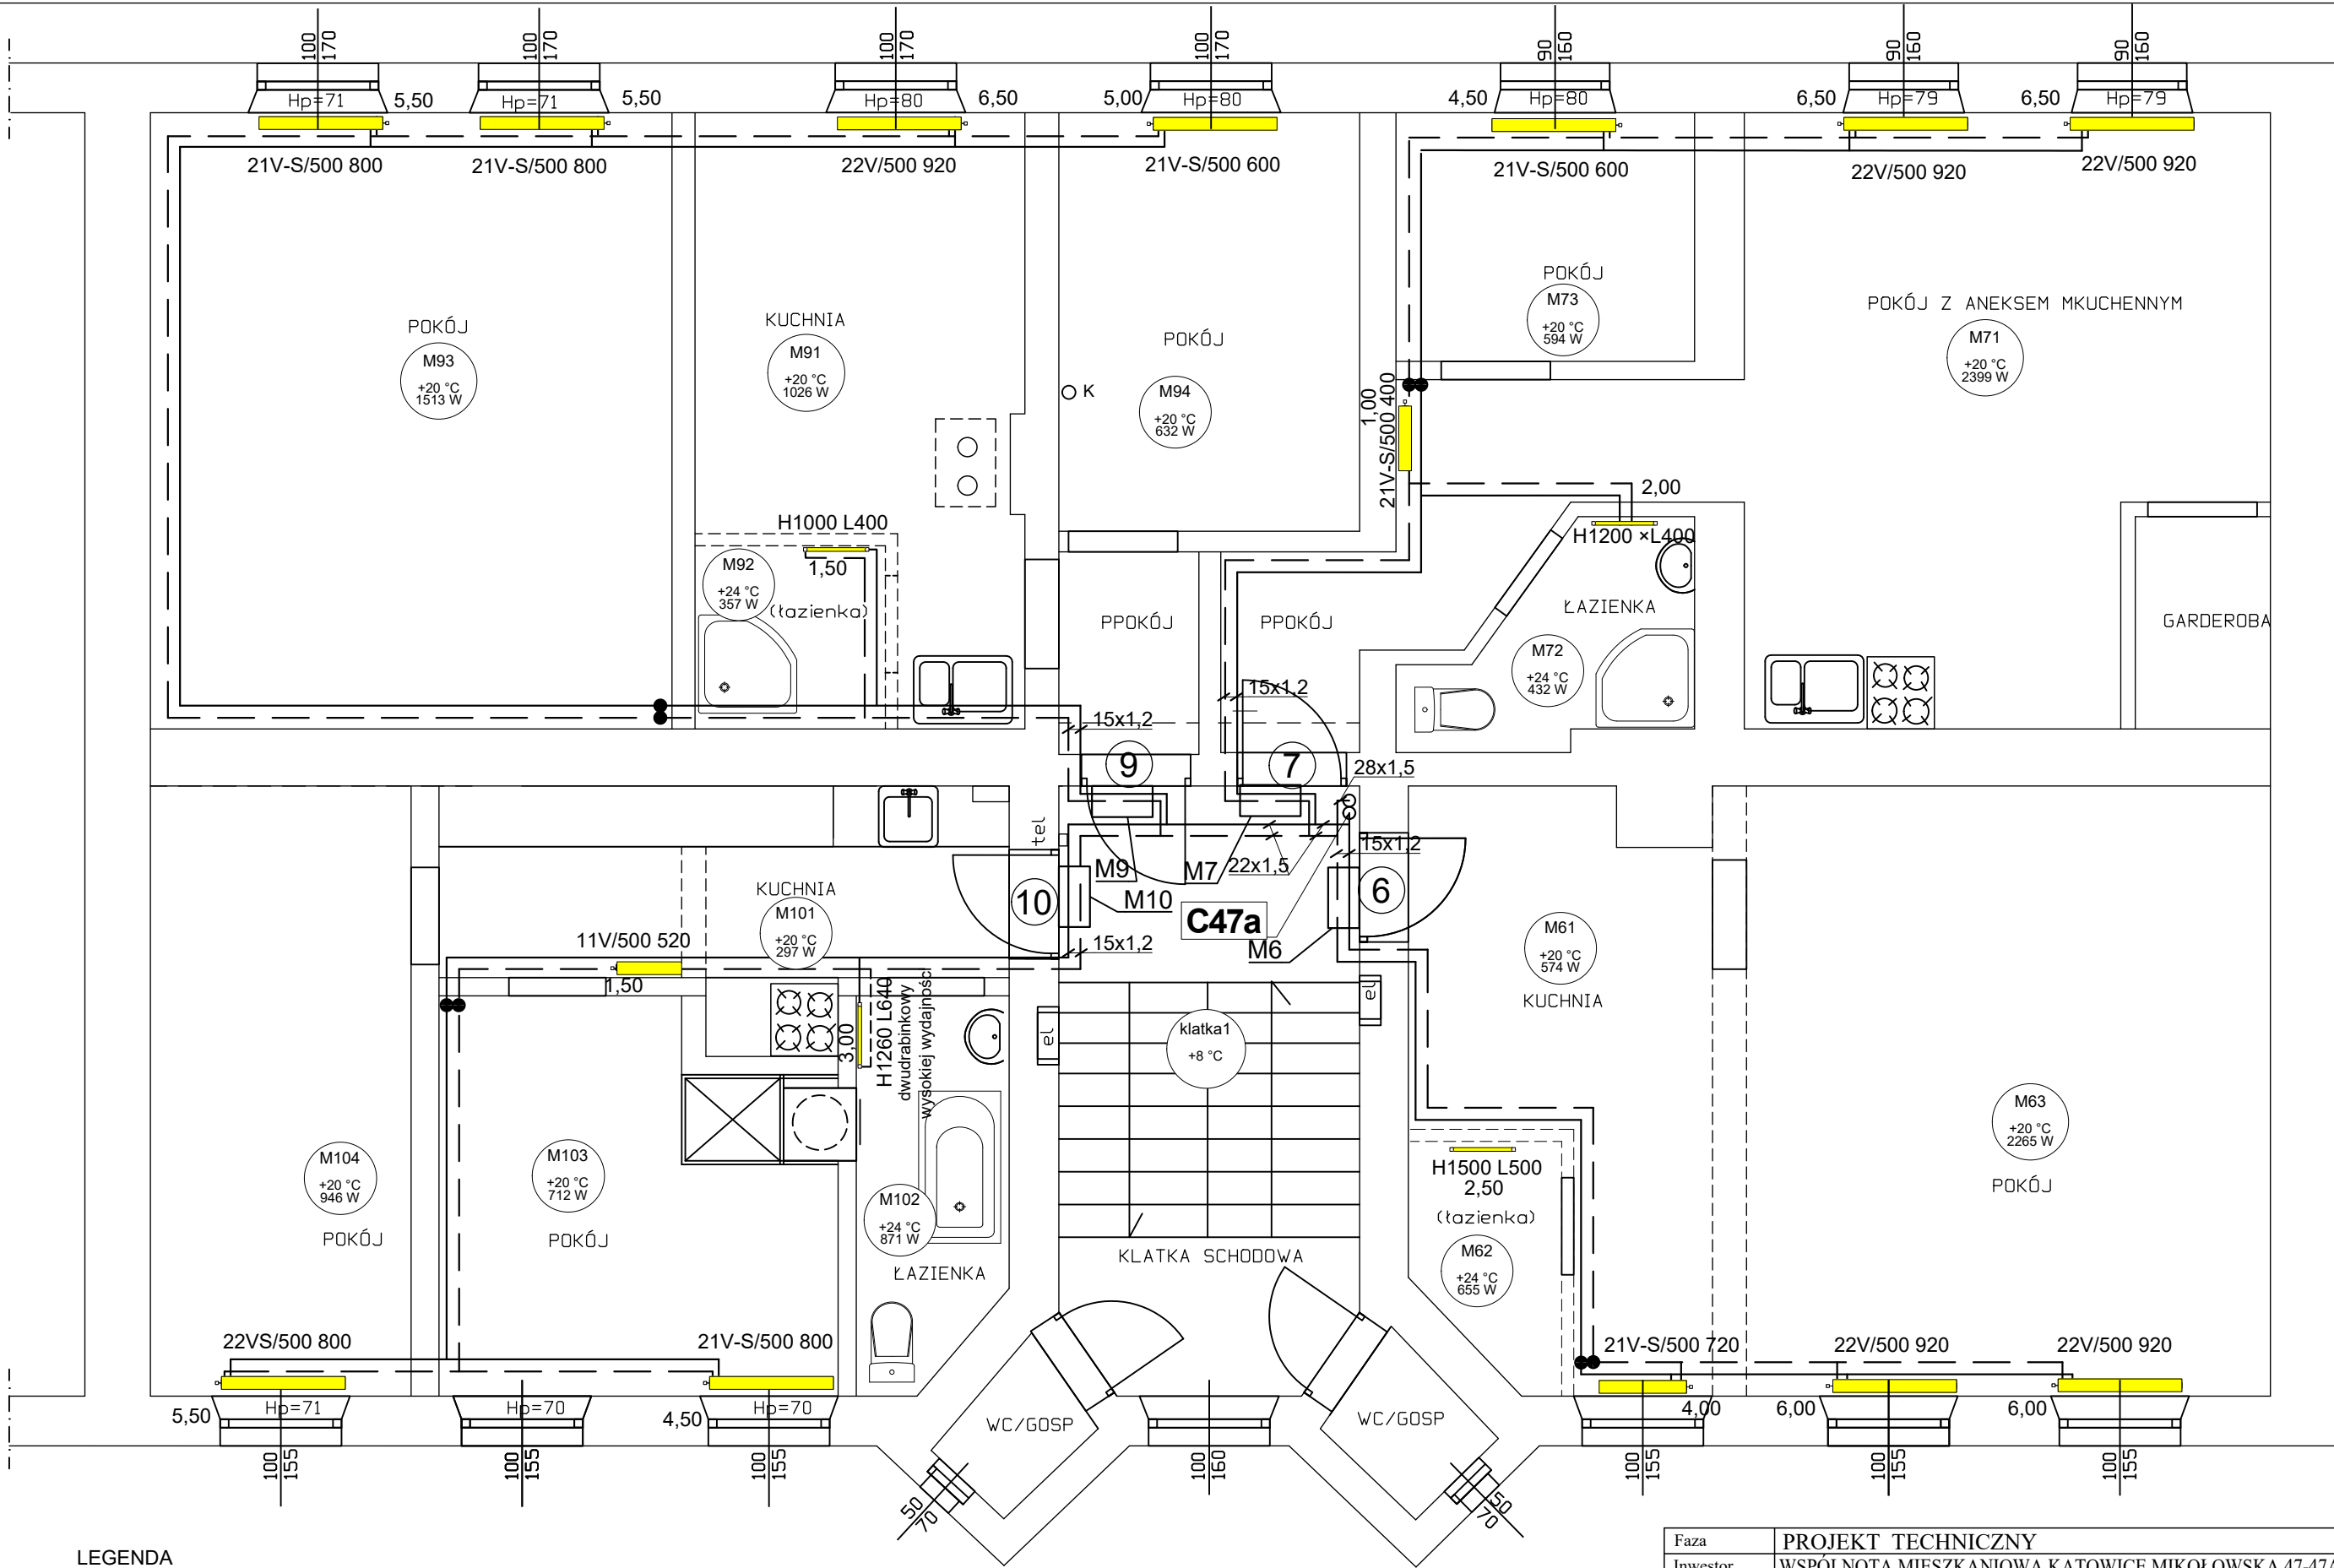 100
170
100
170
100
170
100
170
90
160
90
160
90
160
Hp=71
5,50
Hp=71
5,50
Hp=80
6,50
5,00
Hp=80
4,50
Hp=80
6,50
Hp=79
6,50
Hp=79
21V-S/500 800
21V-S/500 800
22V/500 920
21V-S/500 600
21V-S/500 600
22V/500 920
22V/500 920
POKÓJ
M93
+20 °C
1513 W
KUCHNIA
M91
+20 °C
1026 W
POKÓJ
M94
+20 °C
632 W
K
POKÓJ
M73
+20 °C
594 W
POKÓJ Z ANEKSEM MKUCHENNYM
M71
+20 °C
2399 W
1,00
21V-S/500 400
2,00
H1200 ×L400
H1000 L400
1,50
M92
+24 °C
357 W
(łazienka)
PPOKÓJ
PPOKÓJ
ŁAZIENKA
M72
+24 °C
432 W
GARDEROBA
15x1,2
15x1,2
9
7
28x1,5
tel
15x1,2
22x1,5
M9
M7
M10
10
6
C47a
M6
15x1,2
KUCHNIA
M101
+20 °C
297 W
11V/500 520
1,50
3,00
H1260 L640
dwudrabinkowy
wysokiej wydajnośc
el
el
klatka1
+8 °C
M61
+20 °C
574 W
KUCHNIA
M63
+20 °C
2265 W
POKÓJ
M104
+20 °C
946 W
POKÓJ
M103
+20 °C
712 W
POKÓJ
M102
+24 °C
871 W
ŁAZIENKA
KLATKA SCHODOWA
H1500 L500
2,50
(łazienka)
M62
+24 °C
655 W
22VS/500 800
21V-S/500 800
21V-S/500 720
22V/500 920
22V/500 920
5,50
Hp=71
Hp=70
4,50
Hp=70
WC/GOSP
WC/GOSP
4,00
6,00
6,00
100
155
100
155
100
155
50
70
100
160
50
70
100
155
100
155
100
155
LEGENDA
Faza
PROJEKT TECHNICZNY
Inwestor
WSPÓLNOTA MIESZKANIOWA KATOWICE MIKOŁOWSKA 47-47A